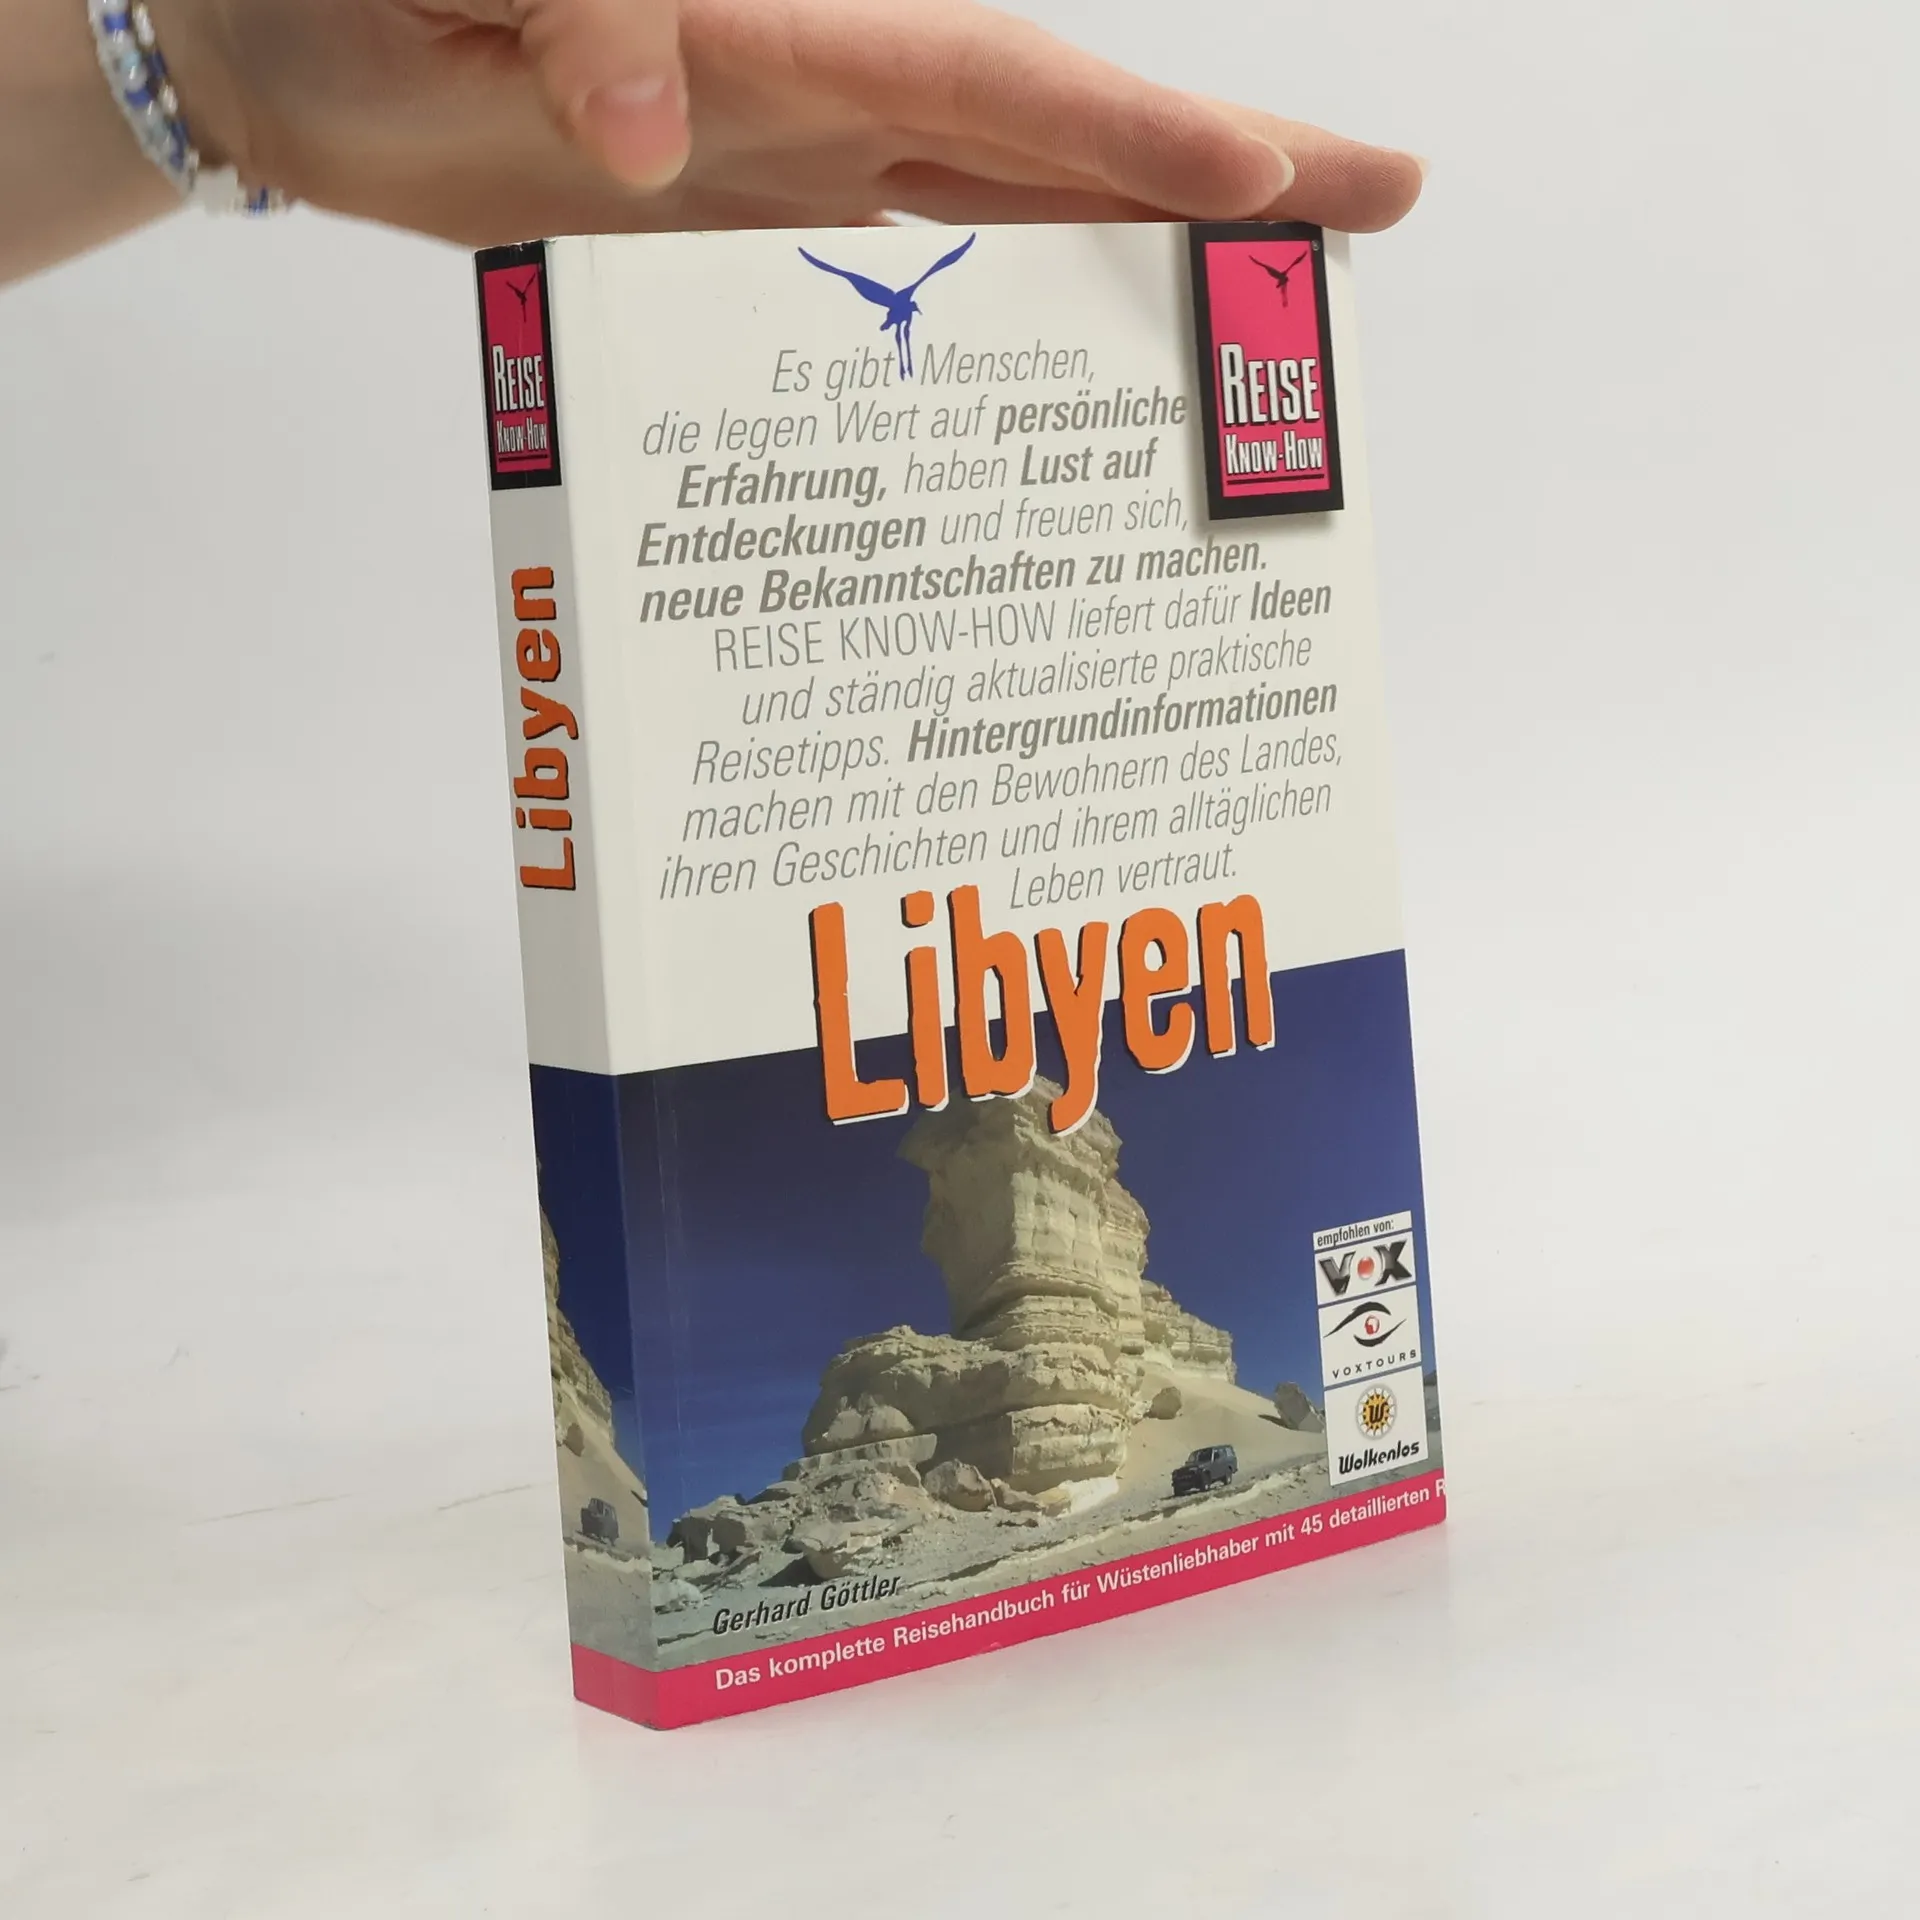 REISE
KNOW-HOW
Libyen
Es gibt Menschen,
die legen Wert auf persönliche
Erfahrung, haben Lust auf
Entdeckungen und freuen sich,
neue Bekanntschaften zu machen.
REISE KNOW-HOW liefert dafür Ideen
und ständig aktualisierte praktische
Reisetipps. Hintergrundinformationen
machen mit den Bewohnern des Landes,
ihren Geschichten und ihrem alltäglichen
Leben vertraut.
REISE
KNOW-HOW
Libyen
empfohlen von:
VOX
VOXTOURS
W
Wolkenlos
Gerhard Göttler
Das komplette Reisehandbuch für Wüstenliebhaber mit 45 detaillierten